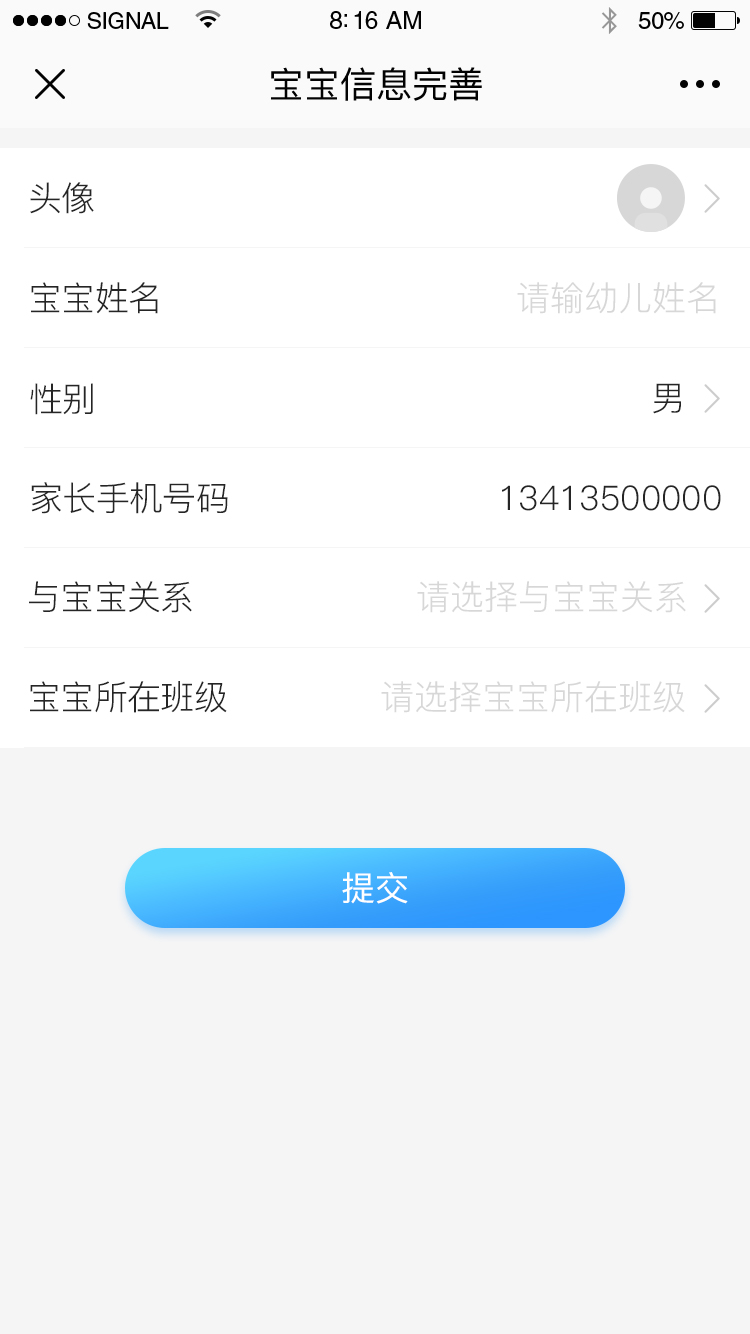 SIGNAL 8:16 AM 50%
宝宝信息完善
头像
宝宝姓名 请输幼儿姓名
性别 男
家长手机号码 13413500000
与宝宝关系 请选择与宝宝关系
宝宝所在班级 请选择宝宝所在班级
提交